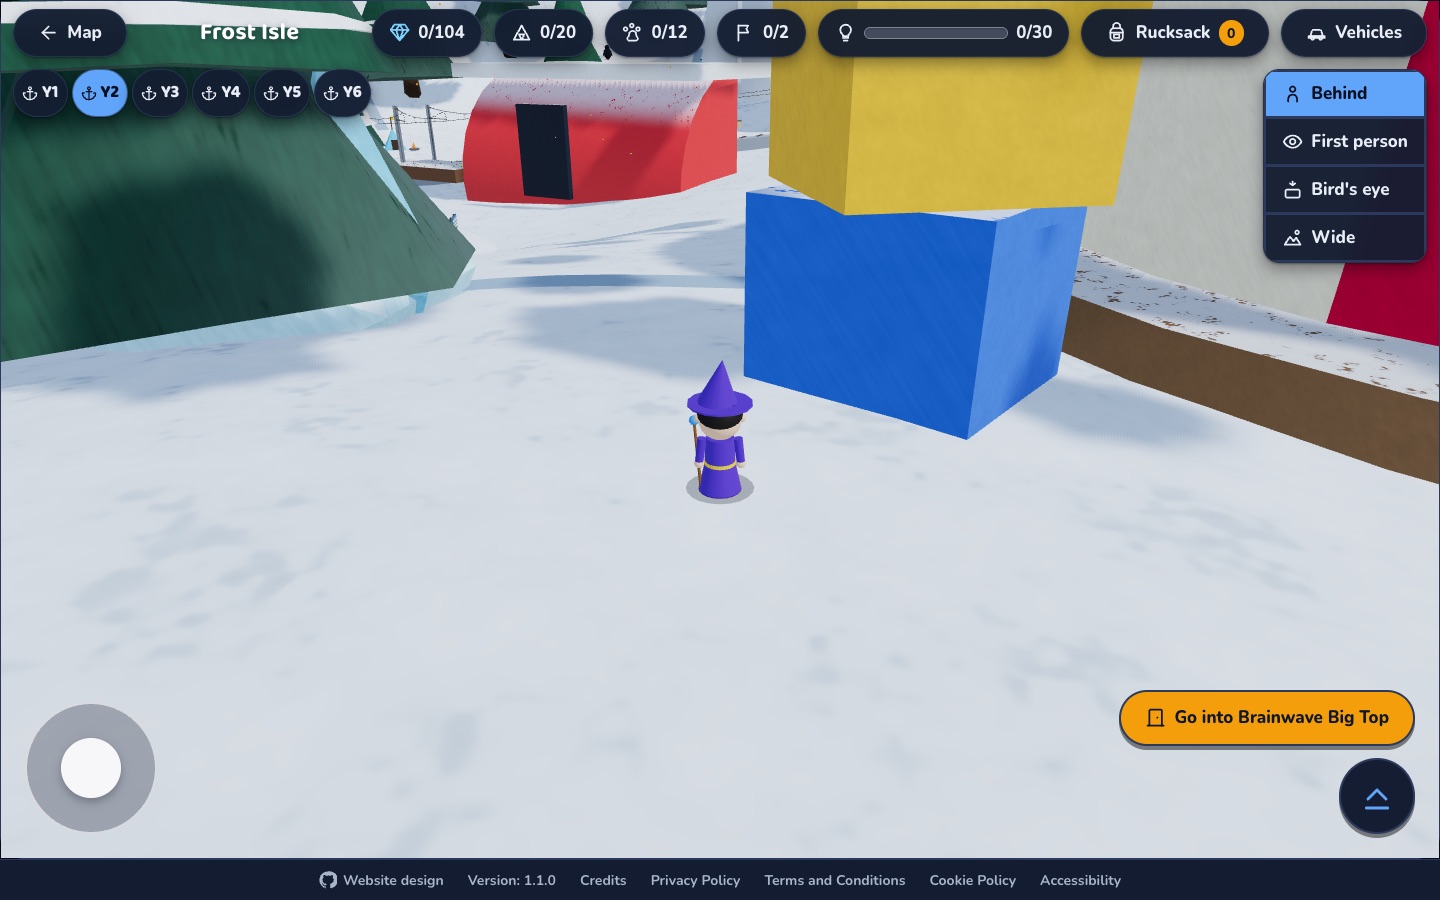 Map
Frost Isle
0/104
0/20
0/12
0/2
0/30
Rucksack 0
Vehicles
Y1
Y2
Y3
Y4
Y5
Y6
Behind
First person
Bird's eye
Wide
Go into Brainwave Big Top
Website design
Version: 1.1.0
Credits
Privacy Policy
Terms and Conditions
Cookie Policy
Accessibility